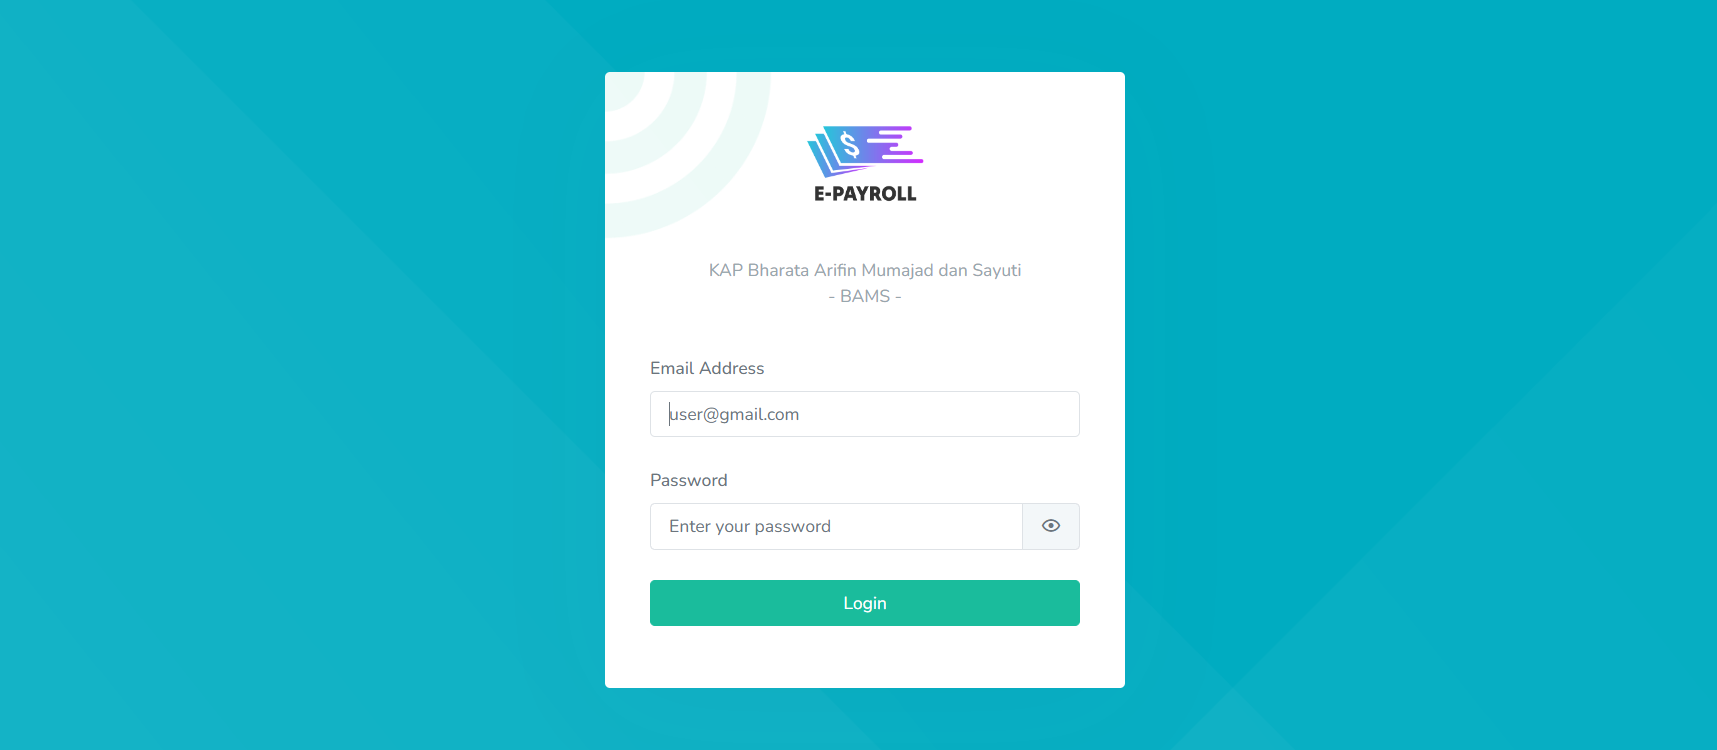 $
E-PAYROLL
KAP Bharata Arifin Mumajad dan Sayuti
- BAMS -
Email Address
user@gmail.com
Password
Enter your password
Login